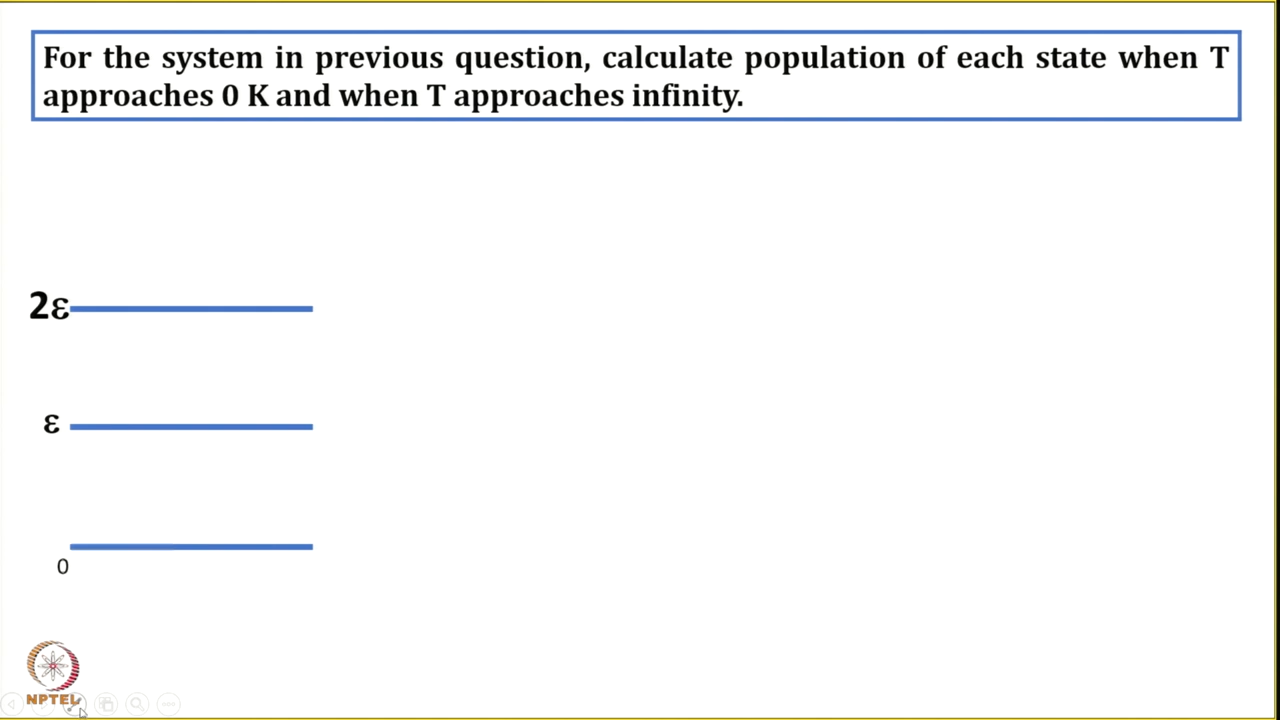 For the system in previous question, calculate population of each state when T
approaches 0 K and when T approaches infinity.
2ε
ε
0
NPTEL